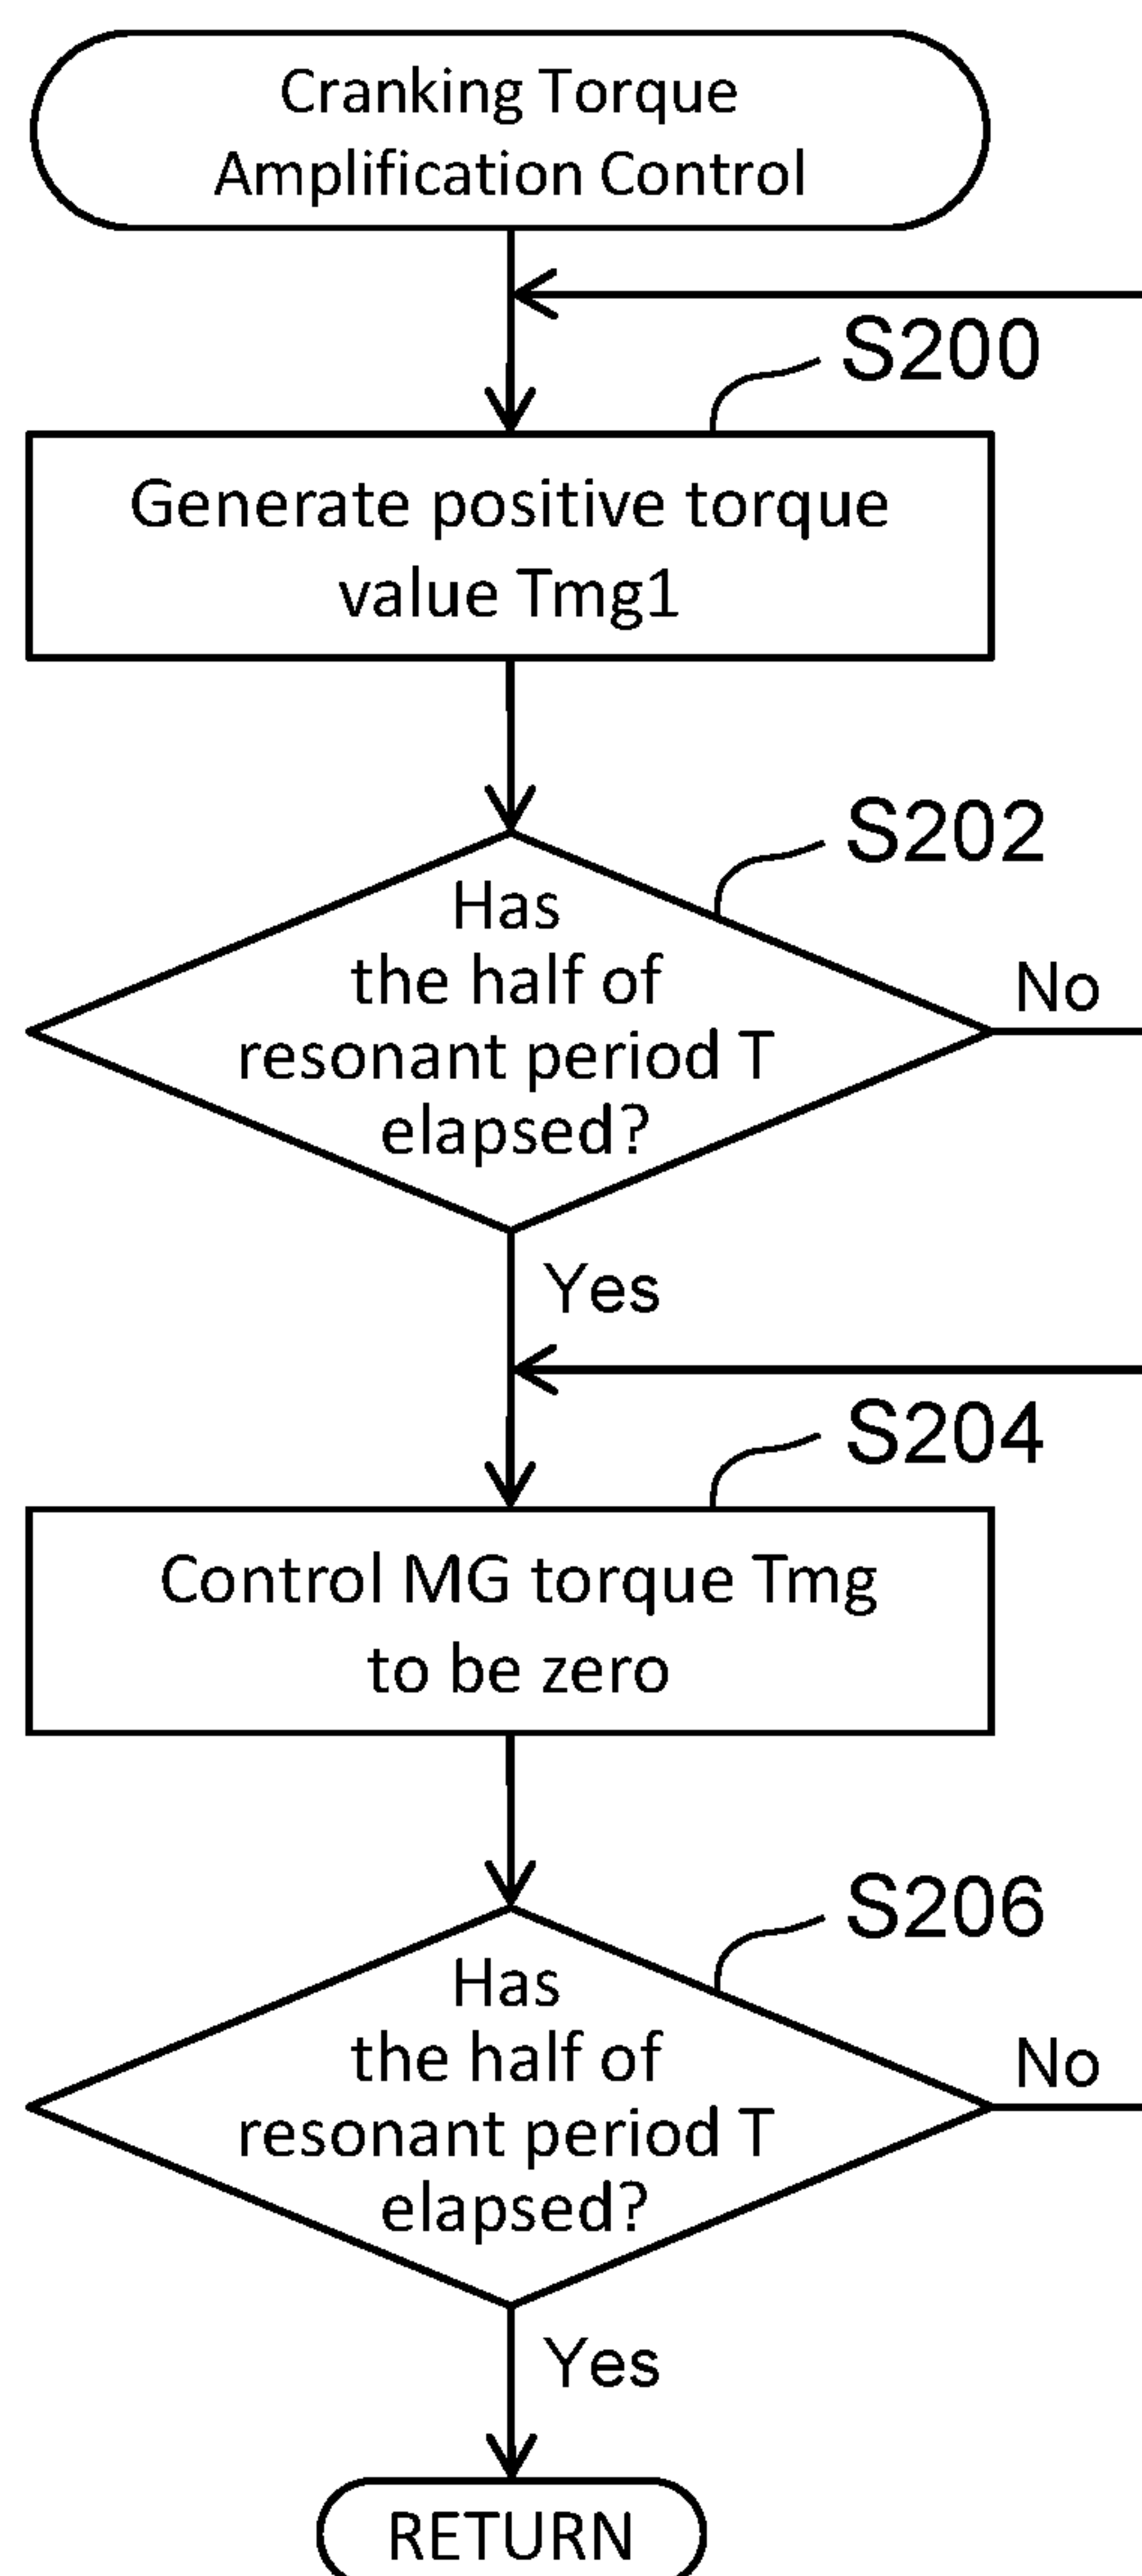 Cranking Torque
Amplification Control
S200
Generate positive torque
value Tmg1
S202
Has
the half of
resonant period T
elapsed?
No
Yes
S204
Control MG torque Tmg
to be zero
S206
Has
the half of
resonant period T
elapsed?
No
Yes
RETURN